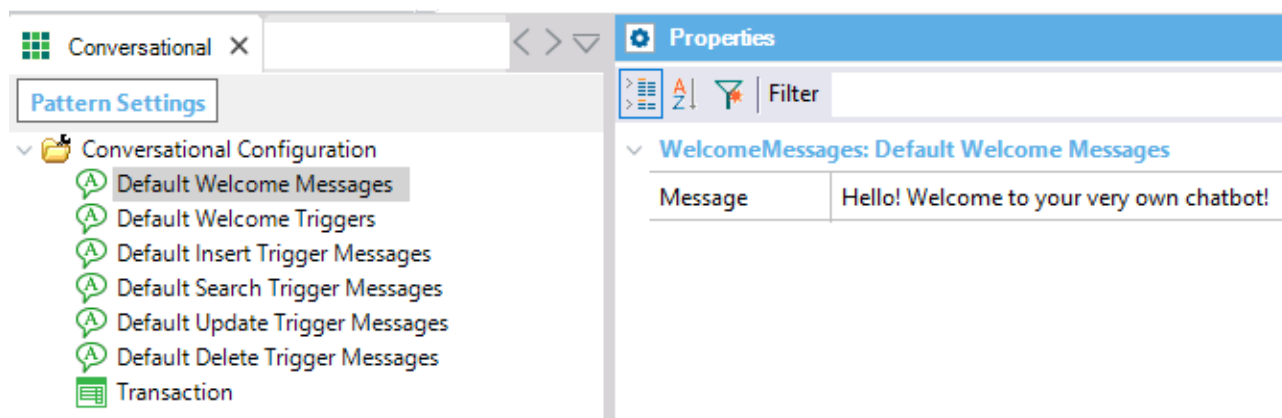 Conversational
Pattern Settings
Conversational Configuration
Default Welcome Messages
Default Welcome Triggers
Default Insert Trigger Messages
Default Search Trigger Messages
Default Update Trigger Messages
Default Delete Trigger Messages
Transaction
Properties
Filter
WelcomeMessages: Default Welcome Messages
Message Hello! Welcome to your very own chatbot!